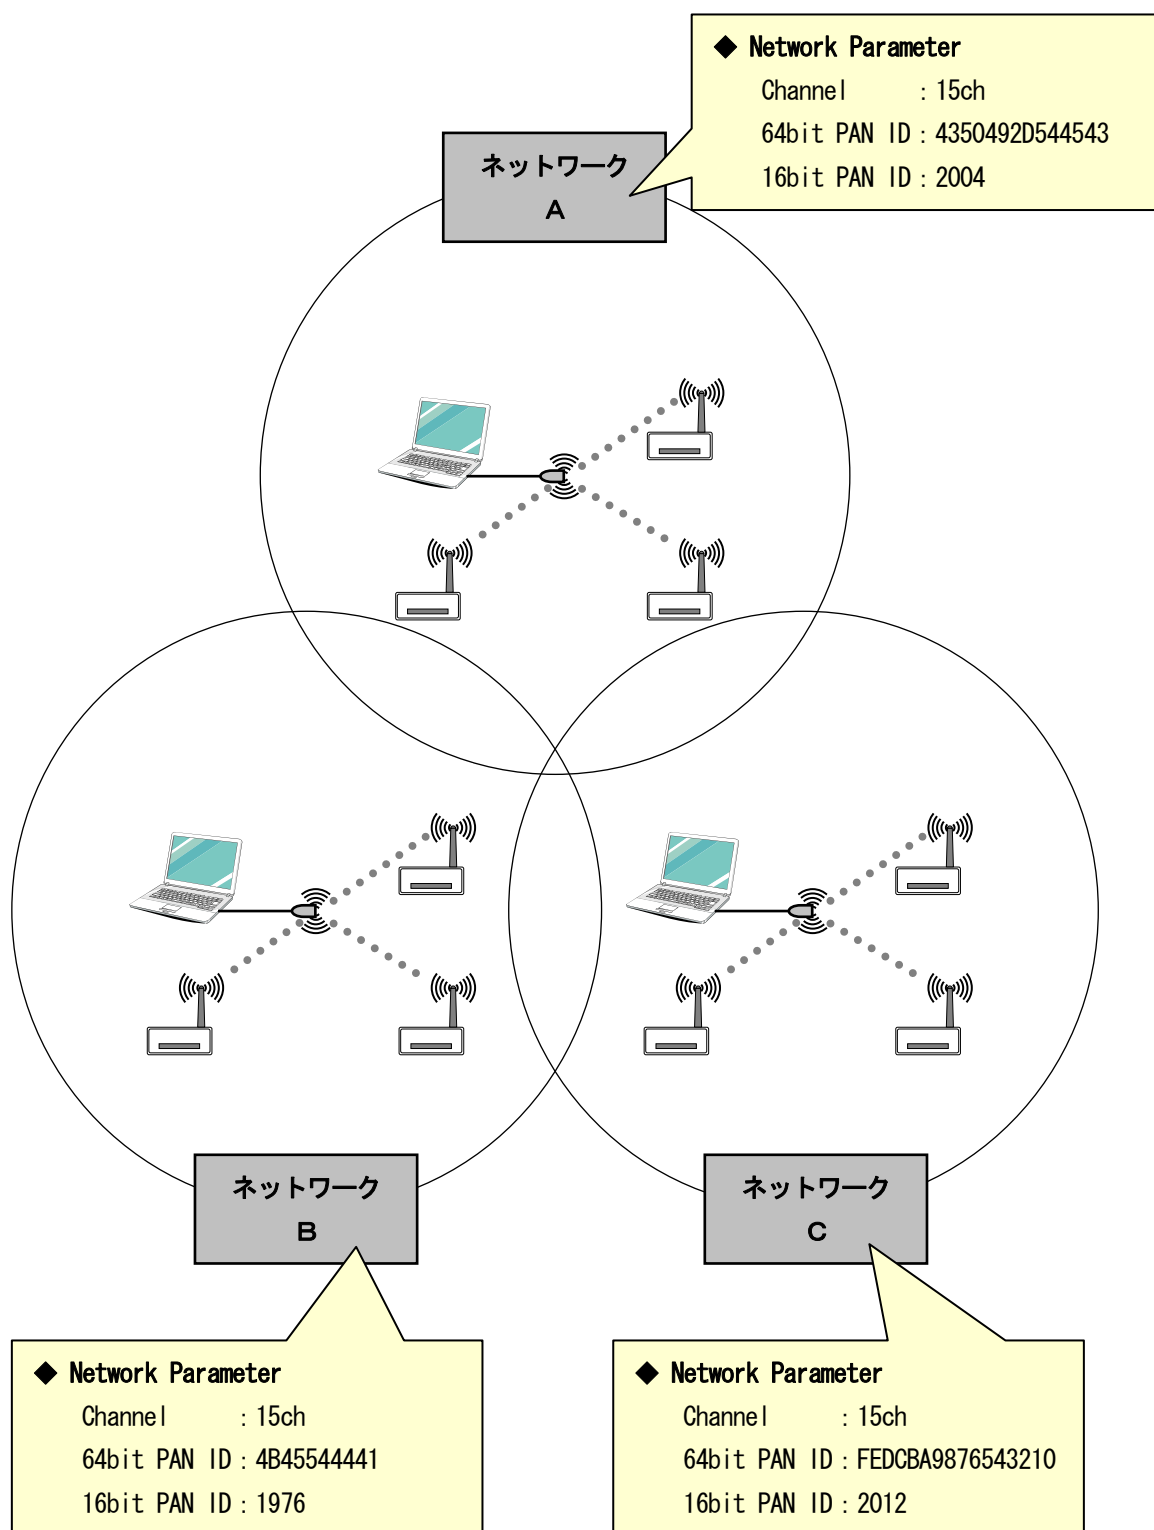 ◆ Network Parameter
Channel : 15ch
64bit PAN ID : 4350492D544543
16bit PAN ID : 2004
ネットワーク
A
ネットワーク
B
ネットワーク
C
◆ Network Parameter
Channel : 15ch
64bit PAN ID : 4B45544441
16bit PAN ID : 1976
◆ Network Parameter
Channel : 15ch
64bit PAN ID : FEDCBA9876543210
16bit PAN ID : 2012